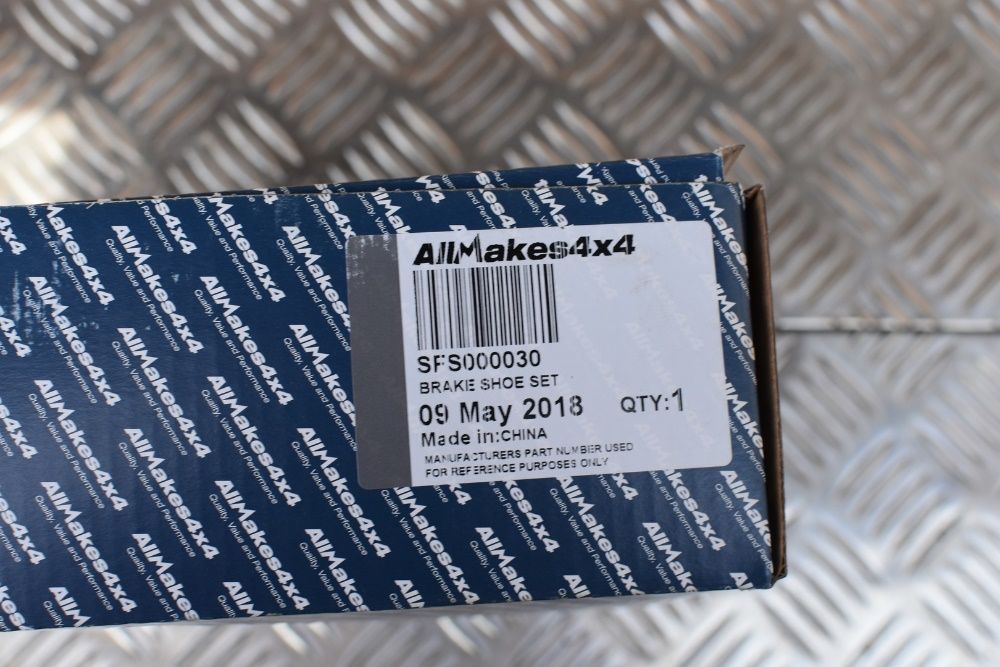 AllMakes4x4
SFS000030
BRAKE SHOE SET
09 May 2018 QTY:1
Made in:CHINA
MANUFACTURERS PART NUMBER USED
FOR REFERENCE PURPOSES ONLY
AllMakes4x4
Quality, Value and Performance